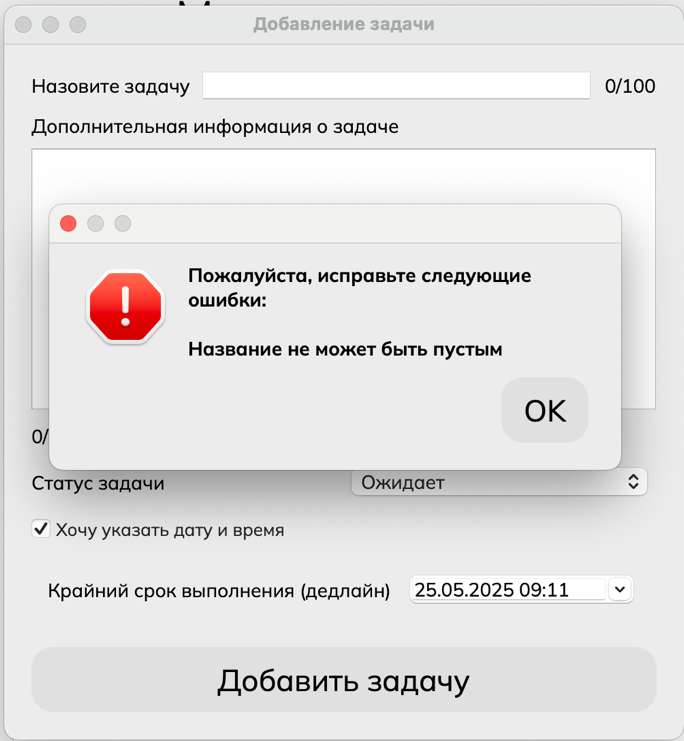 Добавление задачи
Назовите задачу 0/100
Дополнительная информация о задаче
Пожалуйста, исправьте следующие
ошибки:
Название не может быть пустым
OK
0/
Статус задачи Ожидает
Хочу указать дату и время
Крайний срок выполнения (дедлайн) 25.05.2025 09:11
Добавить задачу